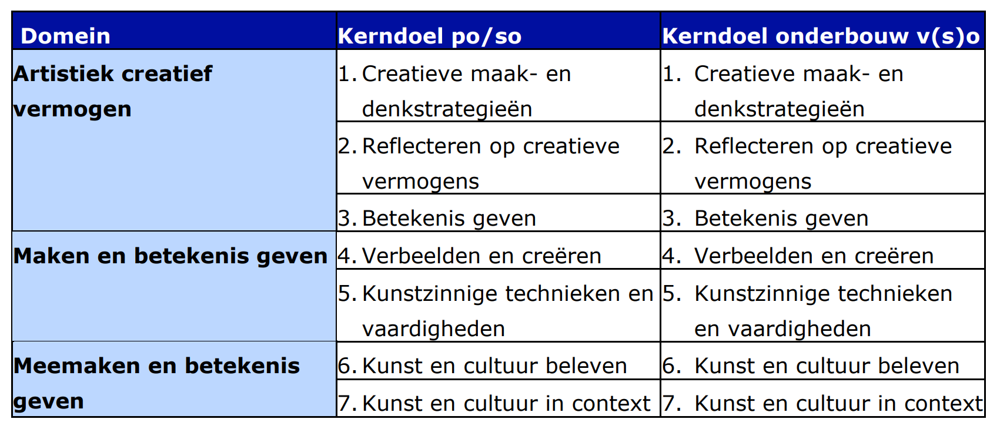 Domein
Kerndoel po/so
Kerndoel onderbouw v(s)o
Artistiek creatief
vermogen
1. Creatieve maak- en
denkstrategieën
1. Creatieve maak- en
denkstrategieën
2. Reflecteren op creatieve
vermogens
2. Reflecteren op creatieve
vermogens
3. Betekenis geven
3. Betekenis geven
Maken en betekenis geven
4. Verbeelden en creëren
4. Verbeelden en creëren
5. Kunstzinnige technieken en
vaardigheden
5. Kunstzinnige technieken
en vaardigheden
Meemaken en betekenis
geven
6. Kunst en cultuur beleven
6. Kunst en cultuur beleven
7. Kunst en cultuur in context
7. Kunst en cultuur in context